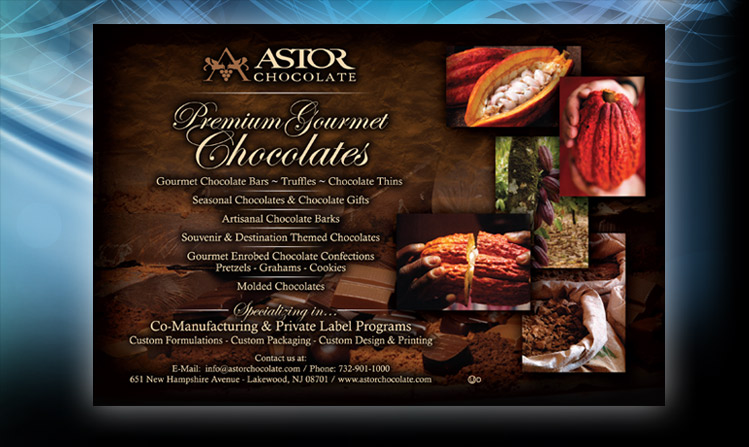 ASTOR
CHOCOLATE
Premium Gourmet
Chocolates
Gourmet Chocolate Bars ~ Truffles ~ Chocolate Thins
Seasonal Chocolates & Chocolate Gifts
Artisanal Chocolate Barks
Souvenir & Destination Themed Chocolates
Gourmet Enrobed Chocolate Confections
Pretzels - Grahams - Cookies
Molded Chocolates
Specializing in...
Co-Manufacturing & Private Label Programs
Custom Formulations - Custom Packaging - Custom Design & Printing
Contact us at:
E-Mail: info@astorchocolate.com / Phone: 732-901-1000
651 New Hampshire Avenue - Lakewood, NJ 08701 / www.astorchocolate.com